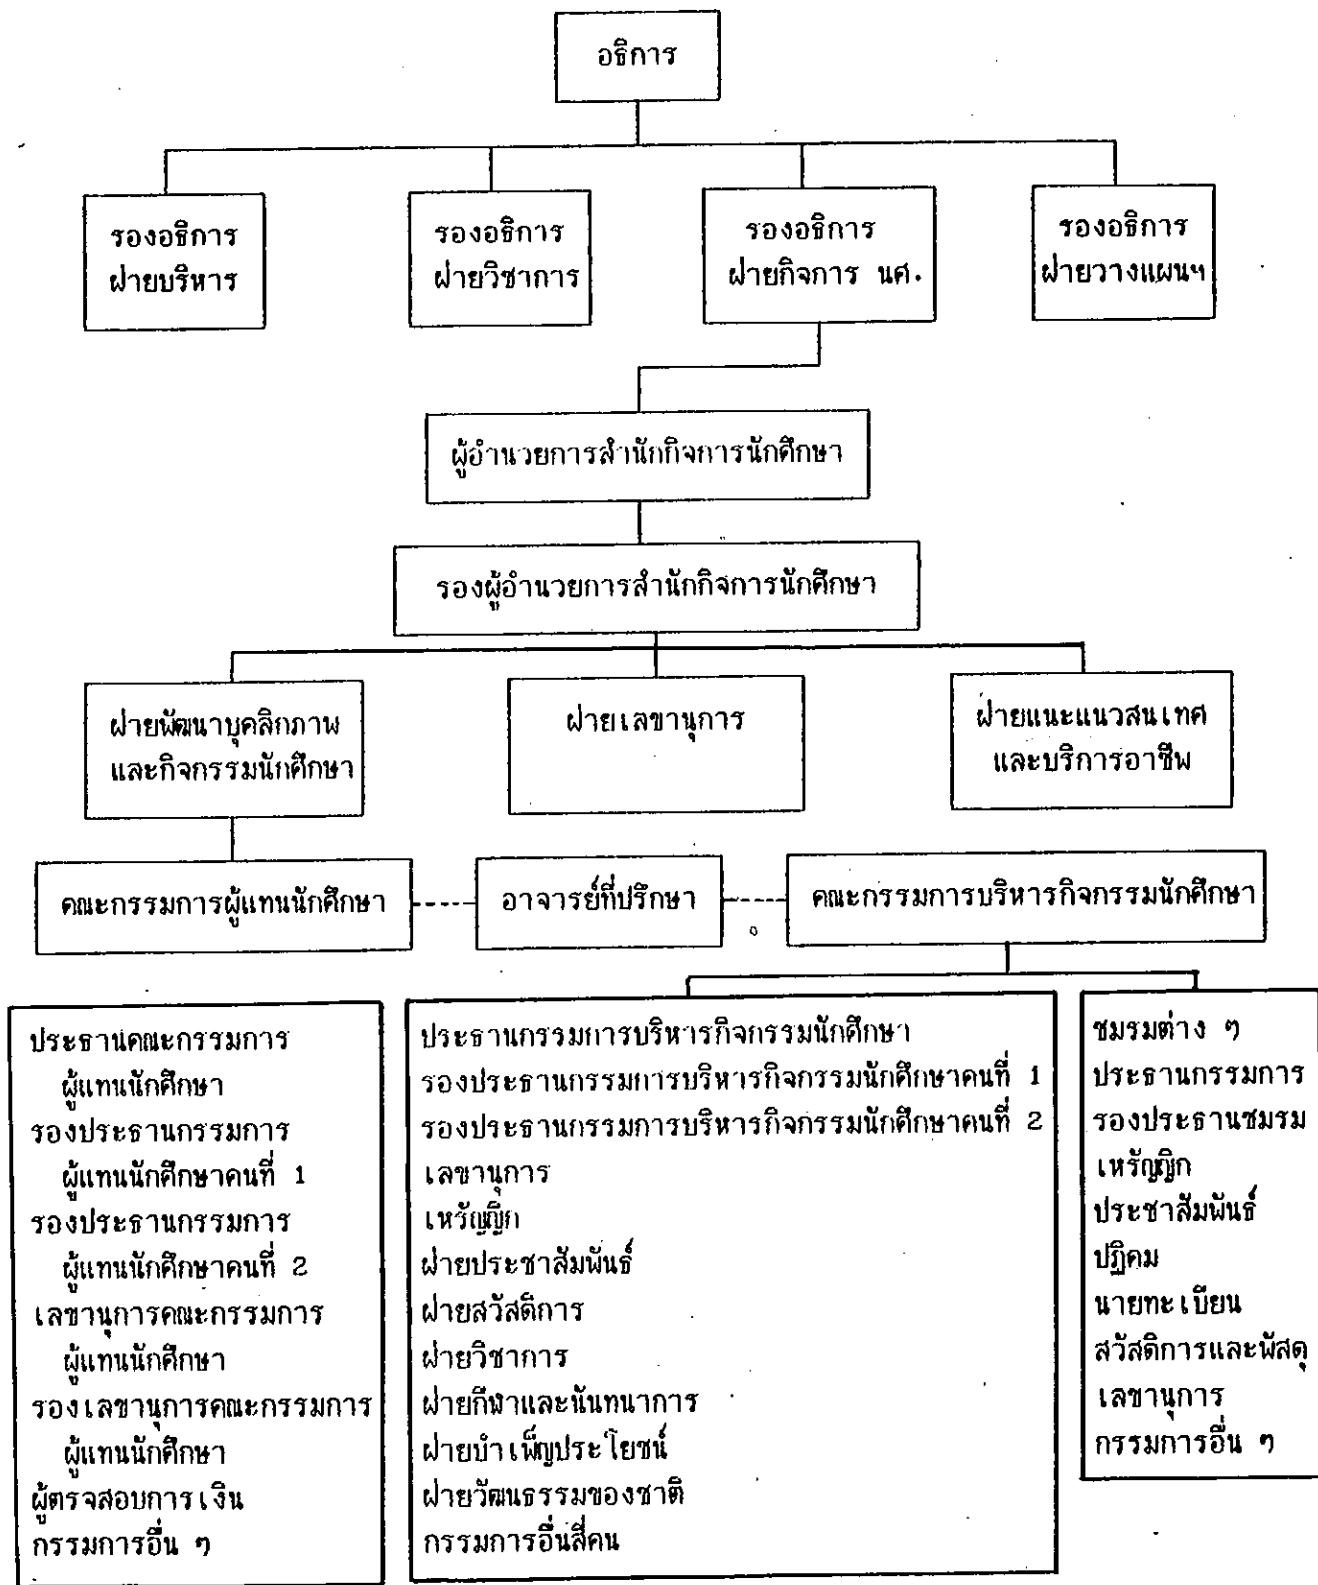 อธิการ
รองอธิการ
ฝ่ายบริหาร
รองอธิการ
ฝ่ายวิชาการ
รองอธิการ
ฝ่ายกิจการ นศ.
รองอธิการ
ฝ่ายวางแผนฯ
ผู้อำนวยการสำนักกิจการนักศึกษา
รองผู้อำนวยการสำนักกิจการนักศึกษา
ฝ่ายพัฒนาบุคลิกภาพ
และกิจกรรมนักศึกษา
ฝ่ายเลขานุการ
ฝ่ายแนะแนวสนเทศ
และบริการอาชีพ
คณะกรรมการผู้แทนนักศึกษา
อาจารย์ที่ปรึกษา
คณะกรรมการบริหารกิจกรรมนักศึกษา
ประธานคณะกรรมการ
ผู้แทนนักศึกษา
รองประธานกรรมการ
ผู้แทนนักศึกษาคนที่ 1
รองประธานกรรมการ
ผู้แทนนักศึกษาคนที่ 2
เลขานุการคณะกรรมการ
ผู้แทนนักศึกษา
รองเลขานุการคณะกรรมการ
ผู้แทนนักศึกษา
ผู้ตรจสอบการเงิน
กรรมการอื่น ๆ
ประธานกรรมการบริหารกิจกรรมนักศึกษา
รองประธานกรรมการบริหารกิจกรรมนักศึกษาคนที่ 1
รองประธานกรรมการบริหารกิจกรรมนักศึกษาคนที่ 2
เลขานุการ
เหรัญญิก
ฝ่ายประชาสัมพันธ์
ฝ่ายสวัสดิการ
ฝ่ายวิชาการ
ฝ่ายกีฬาและนันทนาการ
ฝ่ายบำเพ็ญประโยชน์
ฝ่ายวัฒนธรรมของชาติ
กรรมการอื่นสี่คน
ชมรมต่าง ๆ
ประธานกรรมการ
รองประธานชมรม
เหรัญญิก
ประชาสัมพันธ์
ปฏิคม
นายทะเบียน
สวัสดิการและพัสดุ
เลขานุการ
กรรมการอื่น ๆ